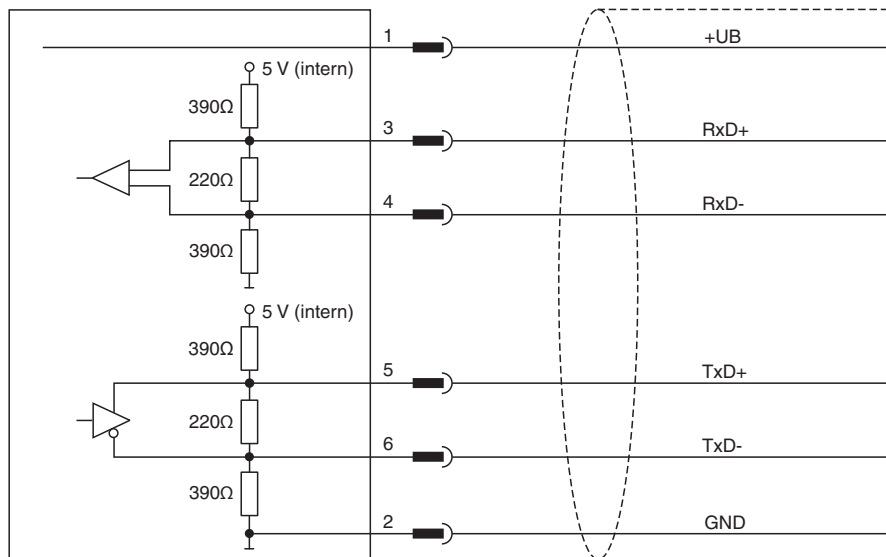 1 +UB
5 V (intern)
390Ω
3 RxD+
220Ω
4 RxD-
390Ω
5 V (intern)
390Ω
5 TxD+
220Ω
6 TxD-
390Ω
2 GND